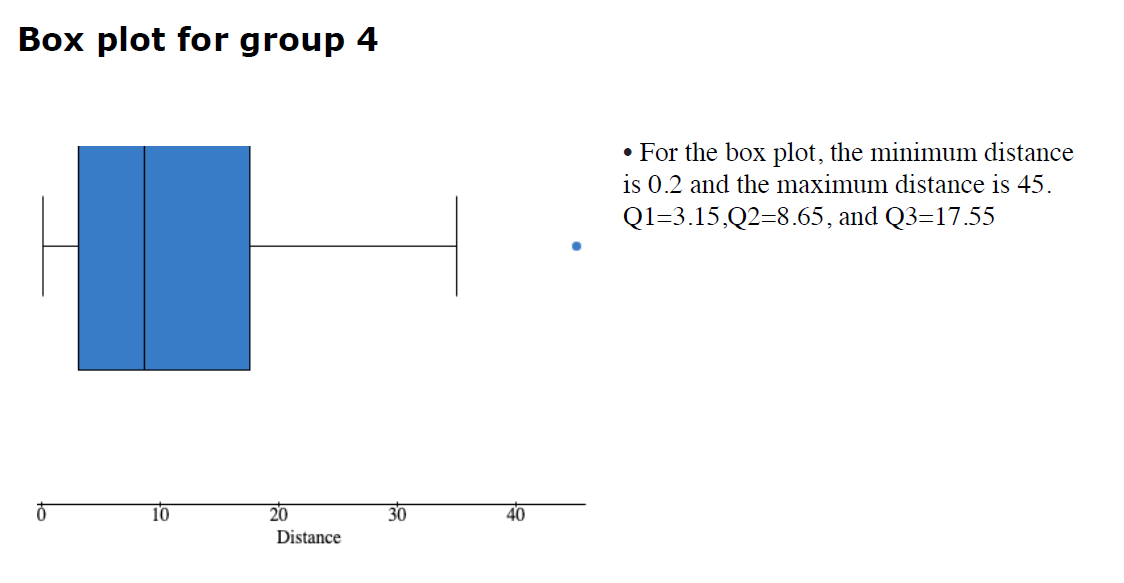 Box plot for group 4
• For the box plot, the minimum distance
is 0.2 and the maximum distance is 45.
Q1=3.15,Q2=8.65, and Q3=17.55
0 10 20 30 40
Distance